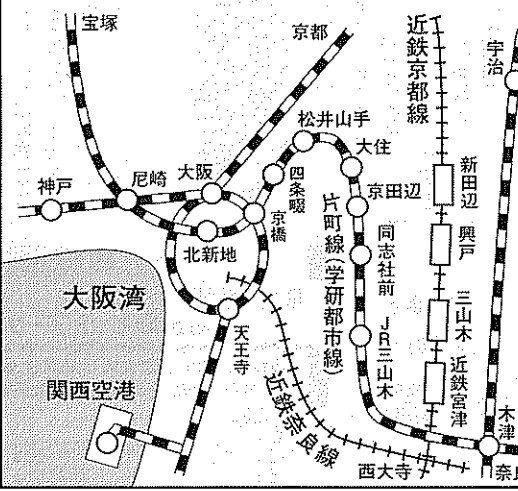 宝塚
京都
近鉄京都線
宇治
松井山手
大住
神戸
尼崎
大阪
四条畷
京田辺
新田辺
京橋
北新地
片町線(学研都市線)
同志社前
興戸
大阪湾
天王寺
JR三山木
三山木
関西空港
近鉄奈良線
近鉄宮津
木津
西大寺